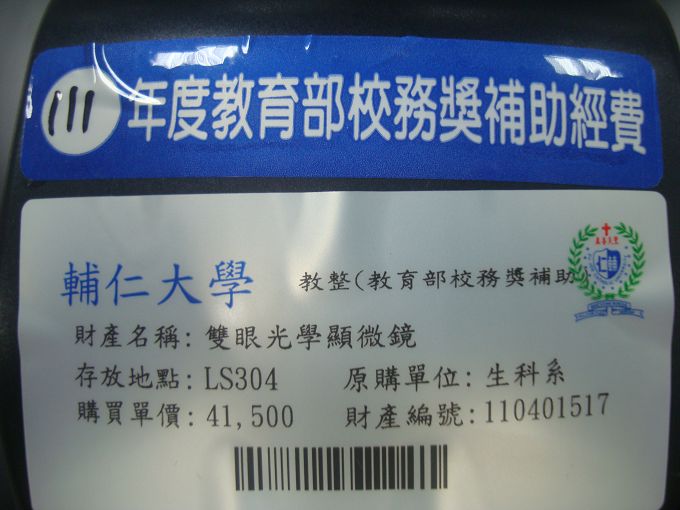 111 年度教育部校務獎補助經費
輔仁大學 教整(教育部校務獎補助)
財產名稱: 雙眼光學顯微鏡
存放地點: LS304 原購單位: 生科系
購買單價: 41,500 財產編號: 110401517